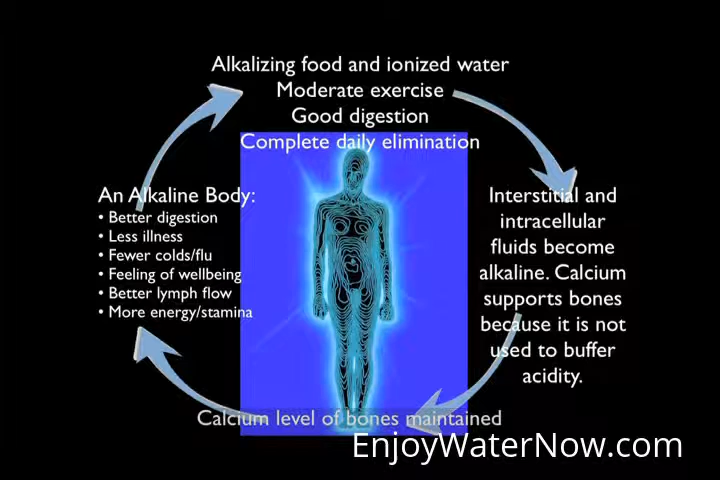 Alkalizing food and ionized water
Moderate exercise
Good digestion
Complete daily elimination
An Alkaline Body:
• Better digestion
• Less illness
• Fewer colds/flu
• Feeling of wellbeing
• Better lymph flow
• More energy/stamina
Interstitial and
intracellular
fluids become
alkaline. Calcium
supports bones
because it is not
used to buffer
acidity.
Calcium level of bones maintained
EnjoyWaterNow.com